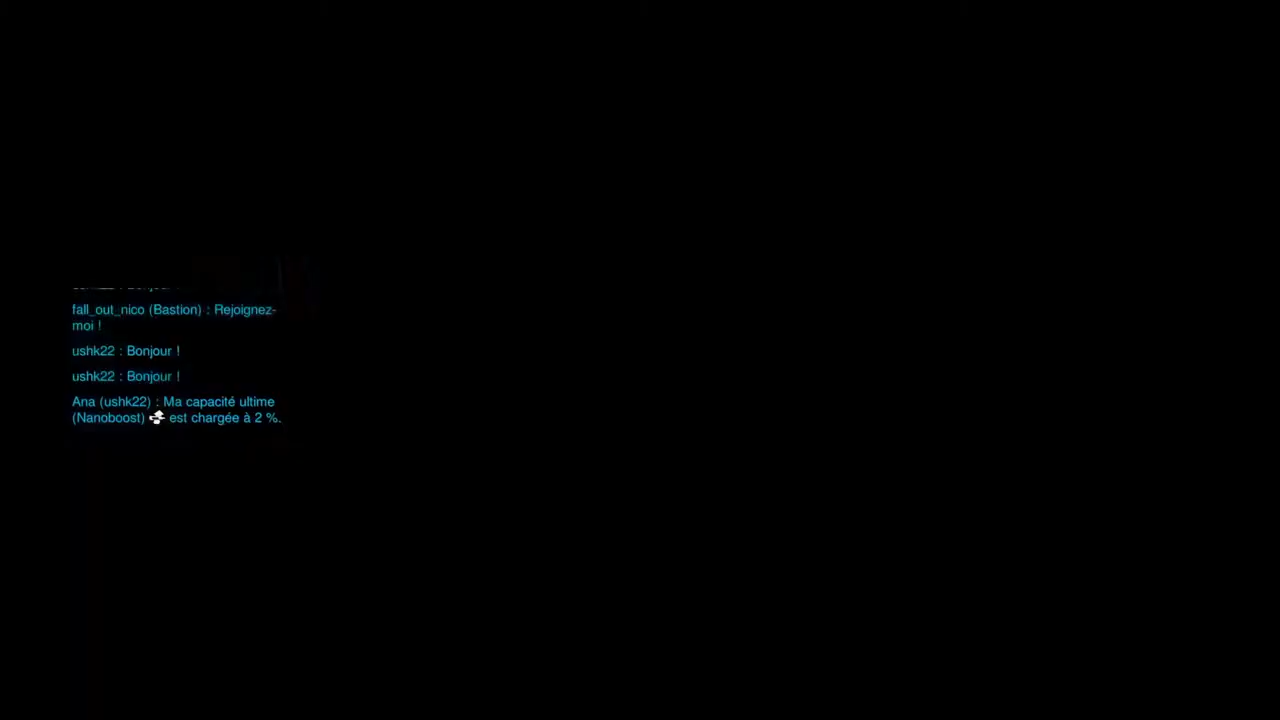 fall_out_nico (Bastion) : Rejoignez-
moi !
ushk22 : Bonjour !
ushk22 : Bonjour !
Ana (ushk22) : Ma capacité ultime
(Nanoboost) est chargée à 2 %.